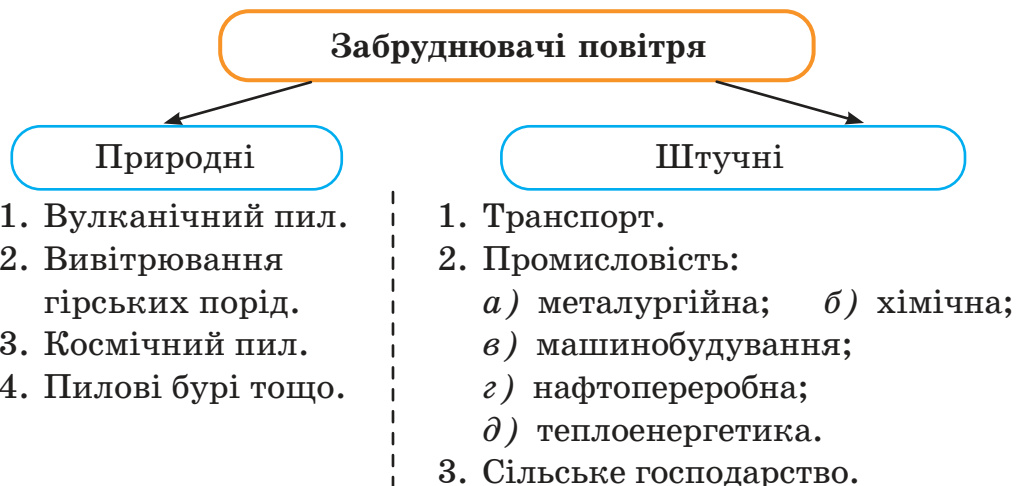 Забруднювачі повітря
Природні
1. Вулканічний пил.
2. Вивітрювання
гірських порід.
3. Космічний пил.
4. Пилові бурі тощо.
Штучні
1. Транспорт.
2. Промисловість:
а) металургійна; б) хімічна;
в) машинобудування;
г) нафтопереробна;
д) теплоенергетика.
3. Сільське господарство.